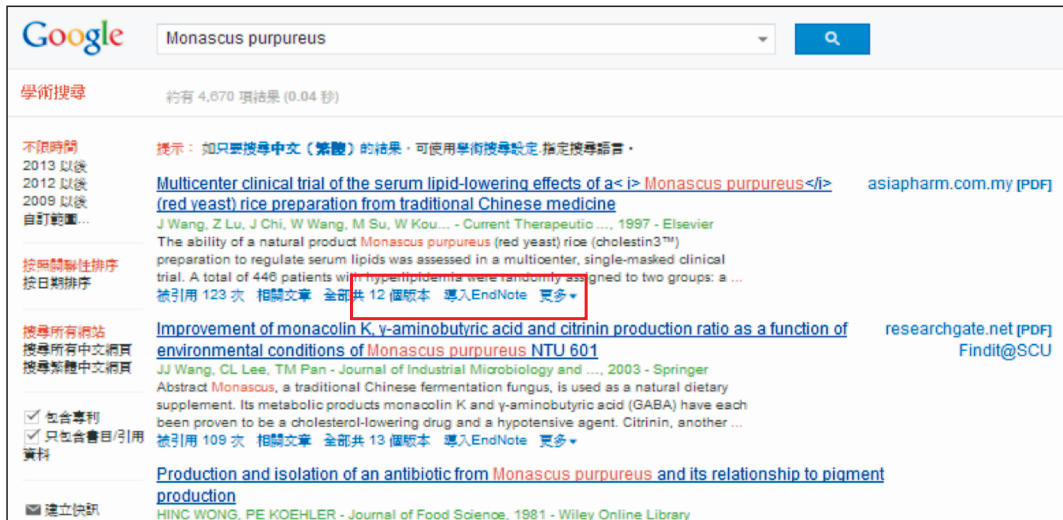 Google
Monascus purpureus
學術搜尋
約有 4,670 項結果 (0.04 秒)
不限時間
2013 以後
2012 以後
2009 以後
自訂範圍...
按照關聯性排序
按日期排序
搜尋所有網站
搜尋所有中文網頁
搜尋繁體中文網頁
包含專利
只包含書目/引用
資料
建立快訊
提示: 如只要搜尋中文(繁體)的結果,可使用學術搜尋設定.指定搜尋語言。
Multicenter clinical trial of the serum lipid-lowering effects of a< i> Monascus purpureus</i>
(red yeast) rice preparation from traditional Chinese medicine
J Wang, Z Lu, J Chi, W Wang, M Su, W Kou... - Current Therapeutic ..., 1997 - Elsevier
The ability of a natural product Monascus purpureus (red yeast) rice (cholestin3™)
preparation to regulate serum lipids was assessed in a multicenter, single-masked clinical
trial. A total of 446 patients with hyperlipidemia were randomly assigned to two groups: a ...
被引用 123 次 相關文章 全部共 12 個版本 導入EndNote 更多
asiapharm.com.my [PDF]
Improvement of monacolin K, γ-aminobutyric acid and citrinin production ratio as a function of
environmental conditions of Monascus purpureus NTU 601
JJ Wang, CL Lee, TM Pan - Journal of Industrial Microbiology and ..., 2003 - Springer
Abstract Monascus, a traditional Chinese fermentation fungus, is used as a natural dietary
supplement. Its metabolic products monacolin K and γ-aminobutyric acid (GABA) have each
been proven to be a cholesterol-lowering drug and a hypotensive agent. Citrinin, another ...
被引用 109 次 相關文章 全部共 13 個版本 導入EndNote 更多
researchgate.net [PDF]
Findit@SCU
Production and isolation of an antibiotic from Monascus purpureus and its relationship to pigment
production
HINC WONG, PE KOEHLER - Journal of Food Science, 1981 - Wiley Online Library